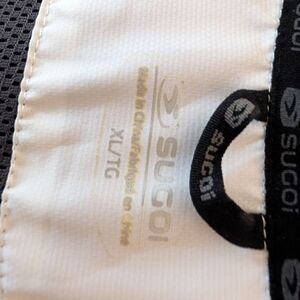 SUGOI
Made in China/Fabriqué en Chine
XL/TG
SUGOi
SUGOI